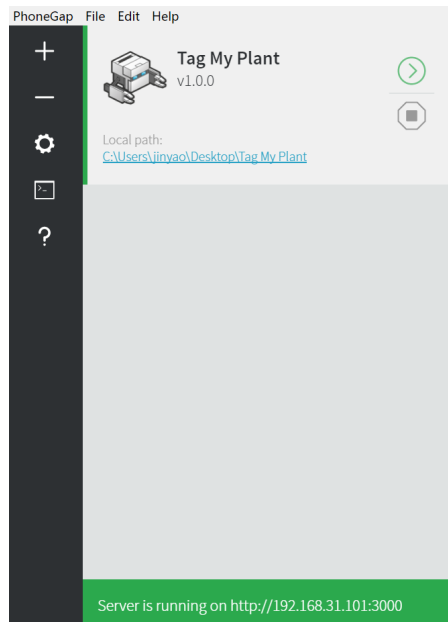 PhoneGap File Edit Help
Tag My Plant
v1.0.0
Local path:
C:\Users\jinyao\Desktop\Tag My Plant
Server is running on http://192.168.31.101:3000